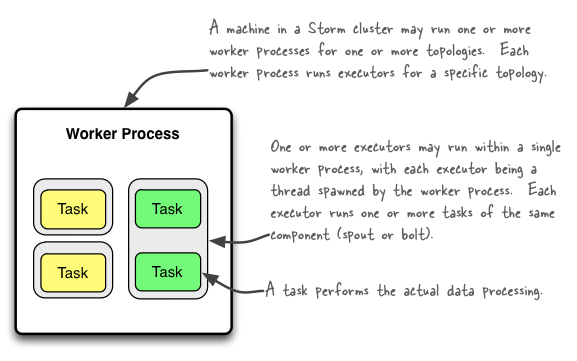 A machine in a Storm cluster may run one or more
worker processes for one or more topologies. Each
worker process runs executors for a specific topology.
Worker Process
One or more executors may run within a single
worker process, with each executor being a
thread spawned by the worker process. Each
executor runs one or more tasks of the same
component (spout or bolt).
Task
Task
Task
Task
A task performs the actual data processing.